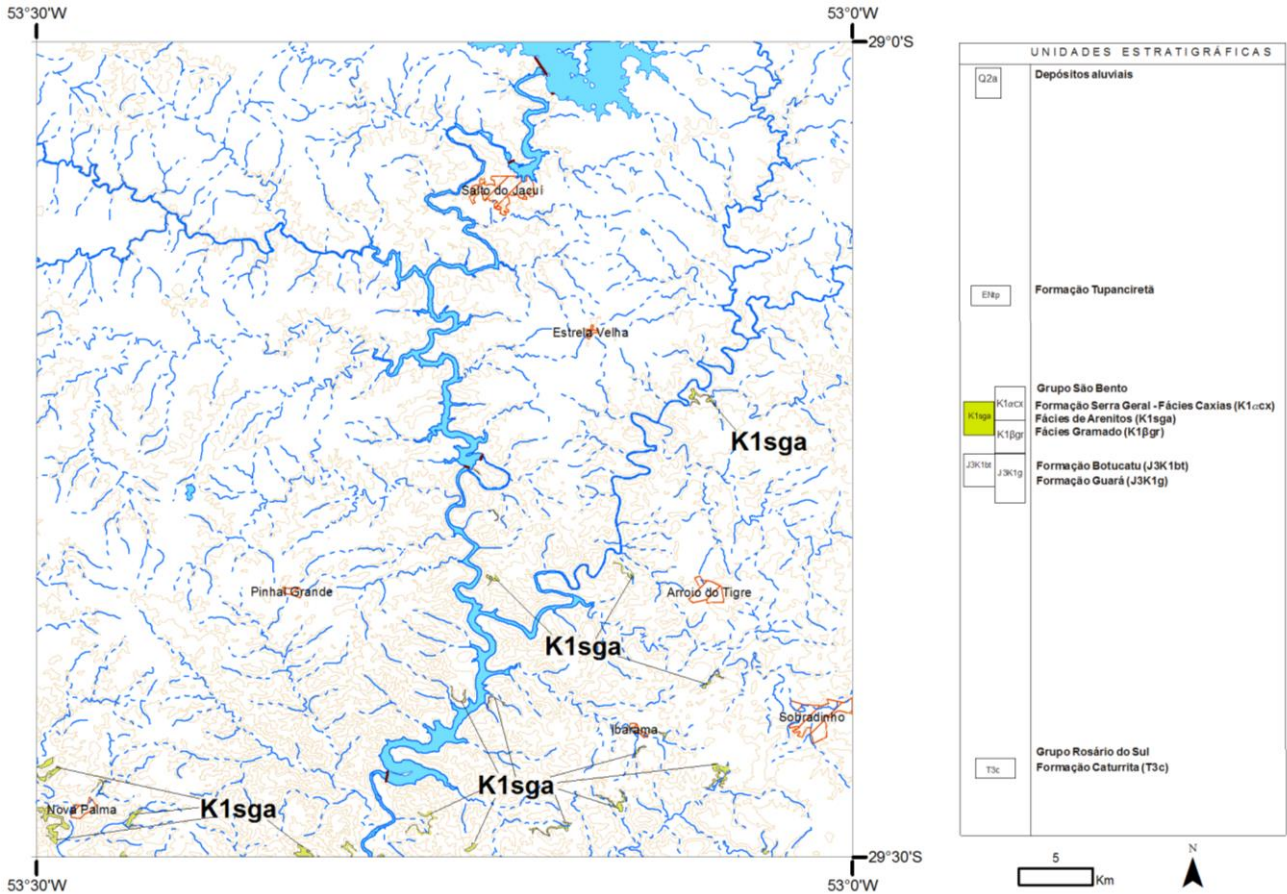 53°30'W
53°0'W
29°0'S
Salto do Jacuí
Estrela Velha
K1sga
Pinhal Grande
Arroio do Tigre
K1sga
Sobradinho
Ibarama
K1sga
K1sga
Nova Palma
29°30'S
53°30'W
53°0'W
UNIDADES ESTRATIGRÁFICAS
Q2a
Depósitos aluviais
ENtp
Formação Tupanciretã
Grupo São Bento
K1αcx
Formação Serra Geral - Fácies Caxias (K1αcx)
K1sga
Fácies de Arenitos (K1sga)
K1βgr
Fácies Gramado (K1βgr)
J3K1bt
Formação Botucatu (J3K1bt)
J3K1g
Formação Guará (J3K1g)
Grupo Rosário do Sul
T3c
Formação Caturrita (T3c)
5
Km
N